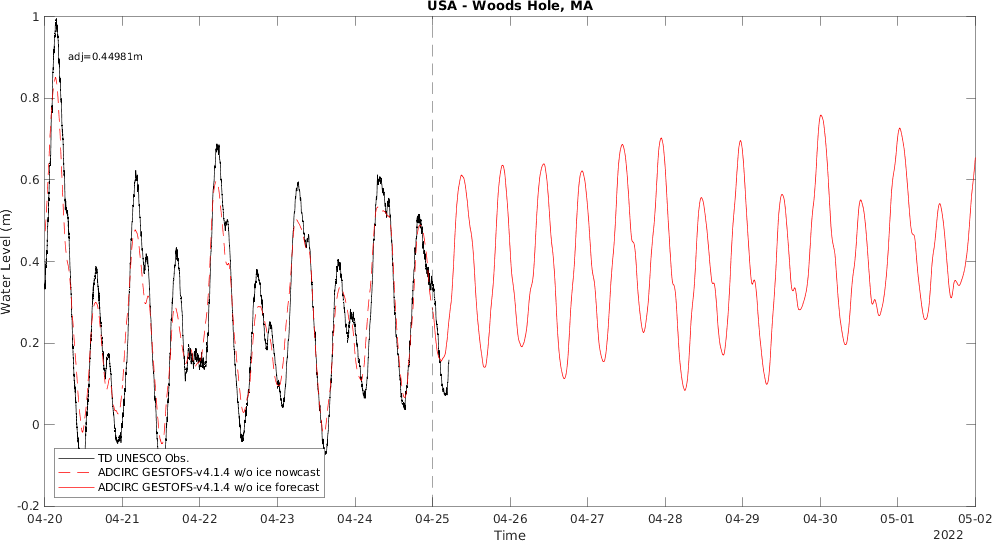 USA - Woods Hole, MA
adj=0.44981m
1
0.8
0.6
0.4
0.2
0
-0.2
Water Level (m)
TD UNESCO Obs.
ADCIRC GESTOFS-v4.1.4 w/o ice nowcast
ADCIRC GESTOFS-v4.1.4 w/o ice forecast
04-20 04-21 04-22 04-23 04-24 04-25 04-26 04-27 04-28 04-29 04-30 05-01 05-02
Time
2022